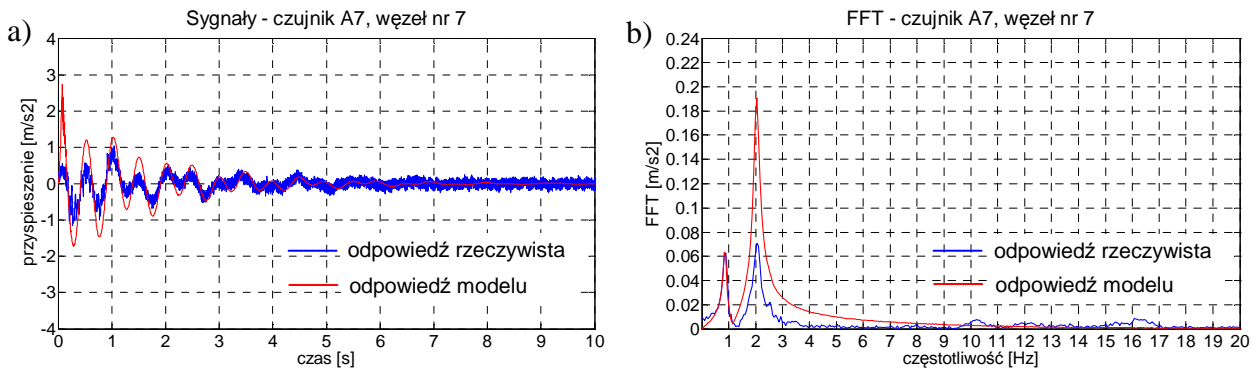 a)
Sygnały - czujnik A7, węzeł nr 7
4
3
2
1
0
-1
-2
-3
-4
przyspieszenie [m/s2]
odpowiedź rzeczywista
odpowiedź modelu
0 1 2 3 4 5 6 7 8 9 10
czas [s]
b)
FFT - czujnik A7, węzeł nr 7
0.24
0.22
0.2
0.18
0.16
0.14
0.12
0.1
0.08
0.06
0.04
0.02
0
FFT [m/s2]
odpowiedź rzeczywista
odpowiedź modelu
1 2 3 4 5 6 7 8 9 10 11 12 13 14 15 16 17 18 19 20
częstotliwość [Hz]